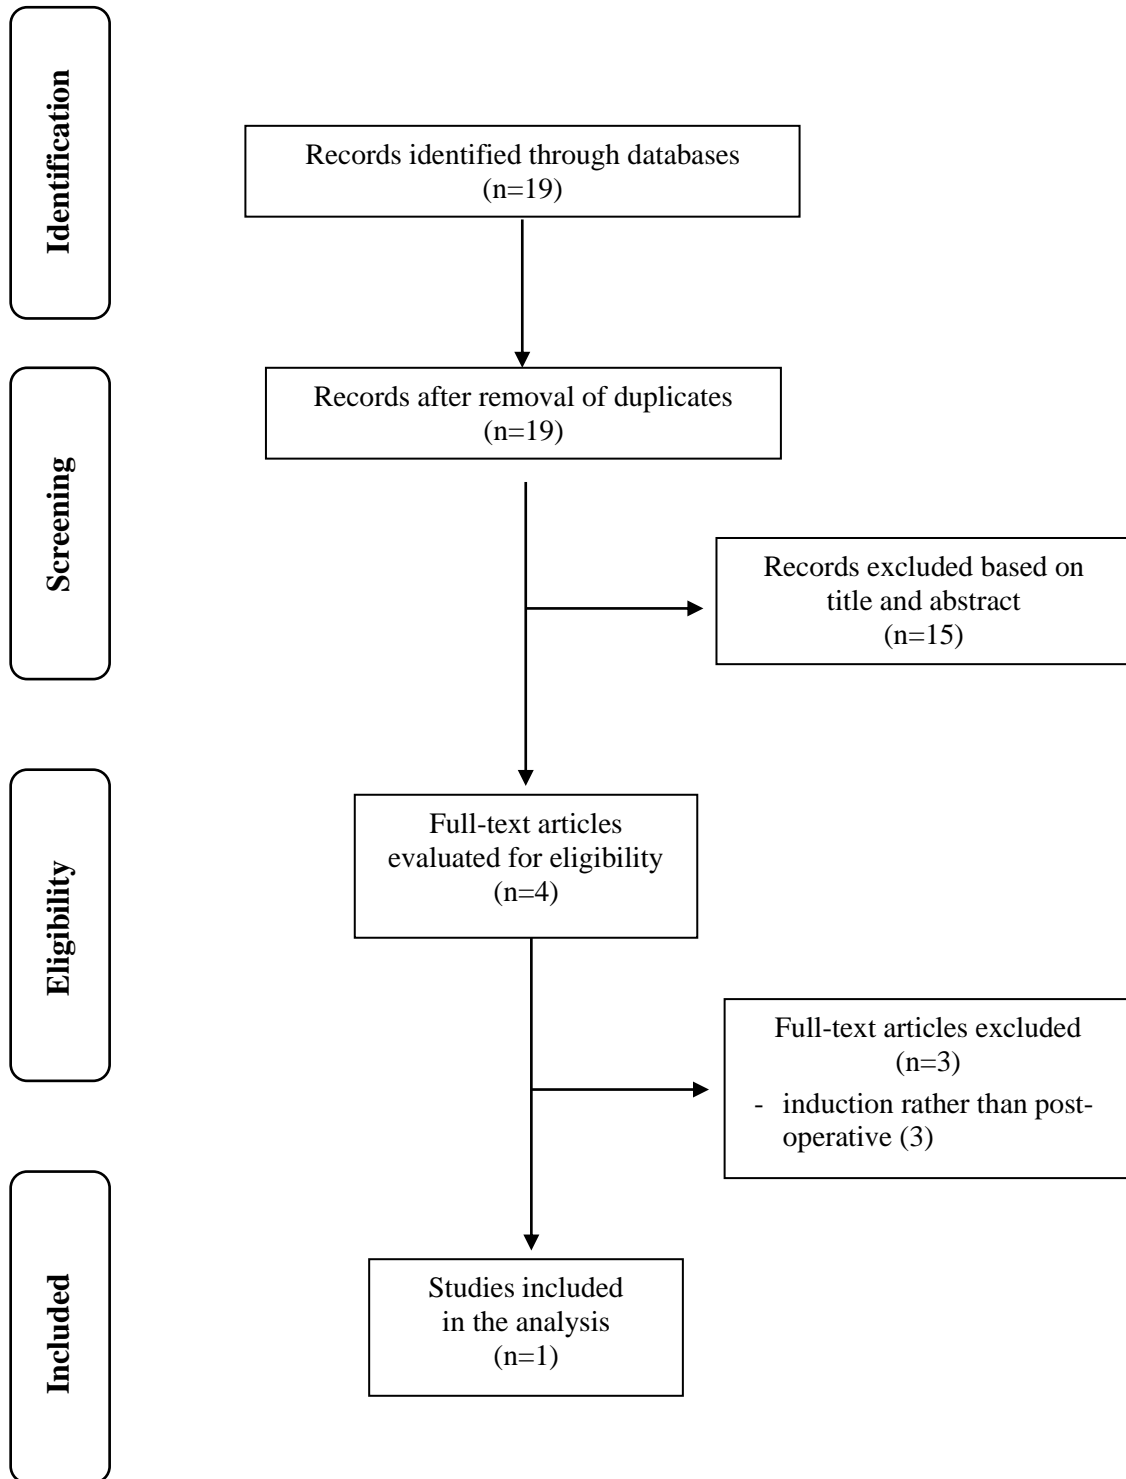 Identification
Records identified through databases
(n=19)
Records after removal of duplicates
(n=19)
Screening
Records excluded based on
title and abstract
(n=15)
Eligibility
Full-text articles
evaluated for eligibility
(n=4)
Full-text articles excluded
(n=3)
- induction rather than post-
operative (3)
Included
Studies included
in the analysis
(n=1)